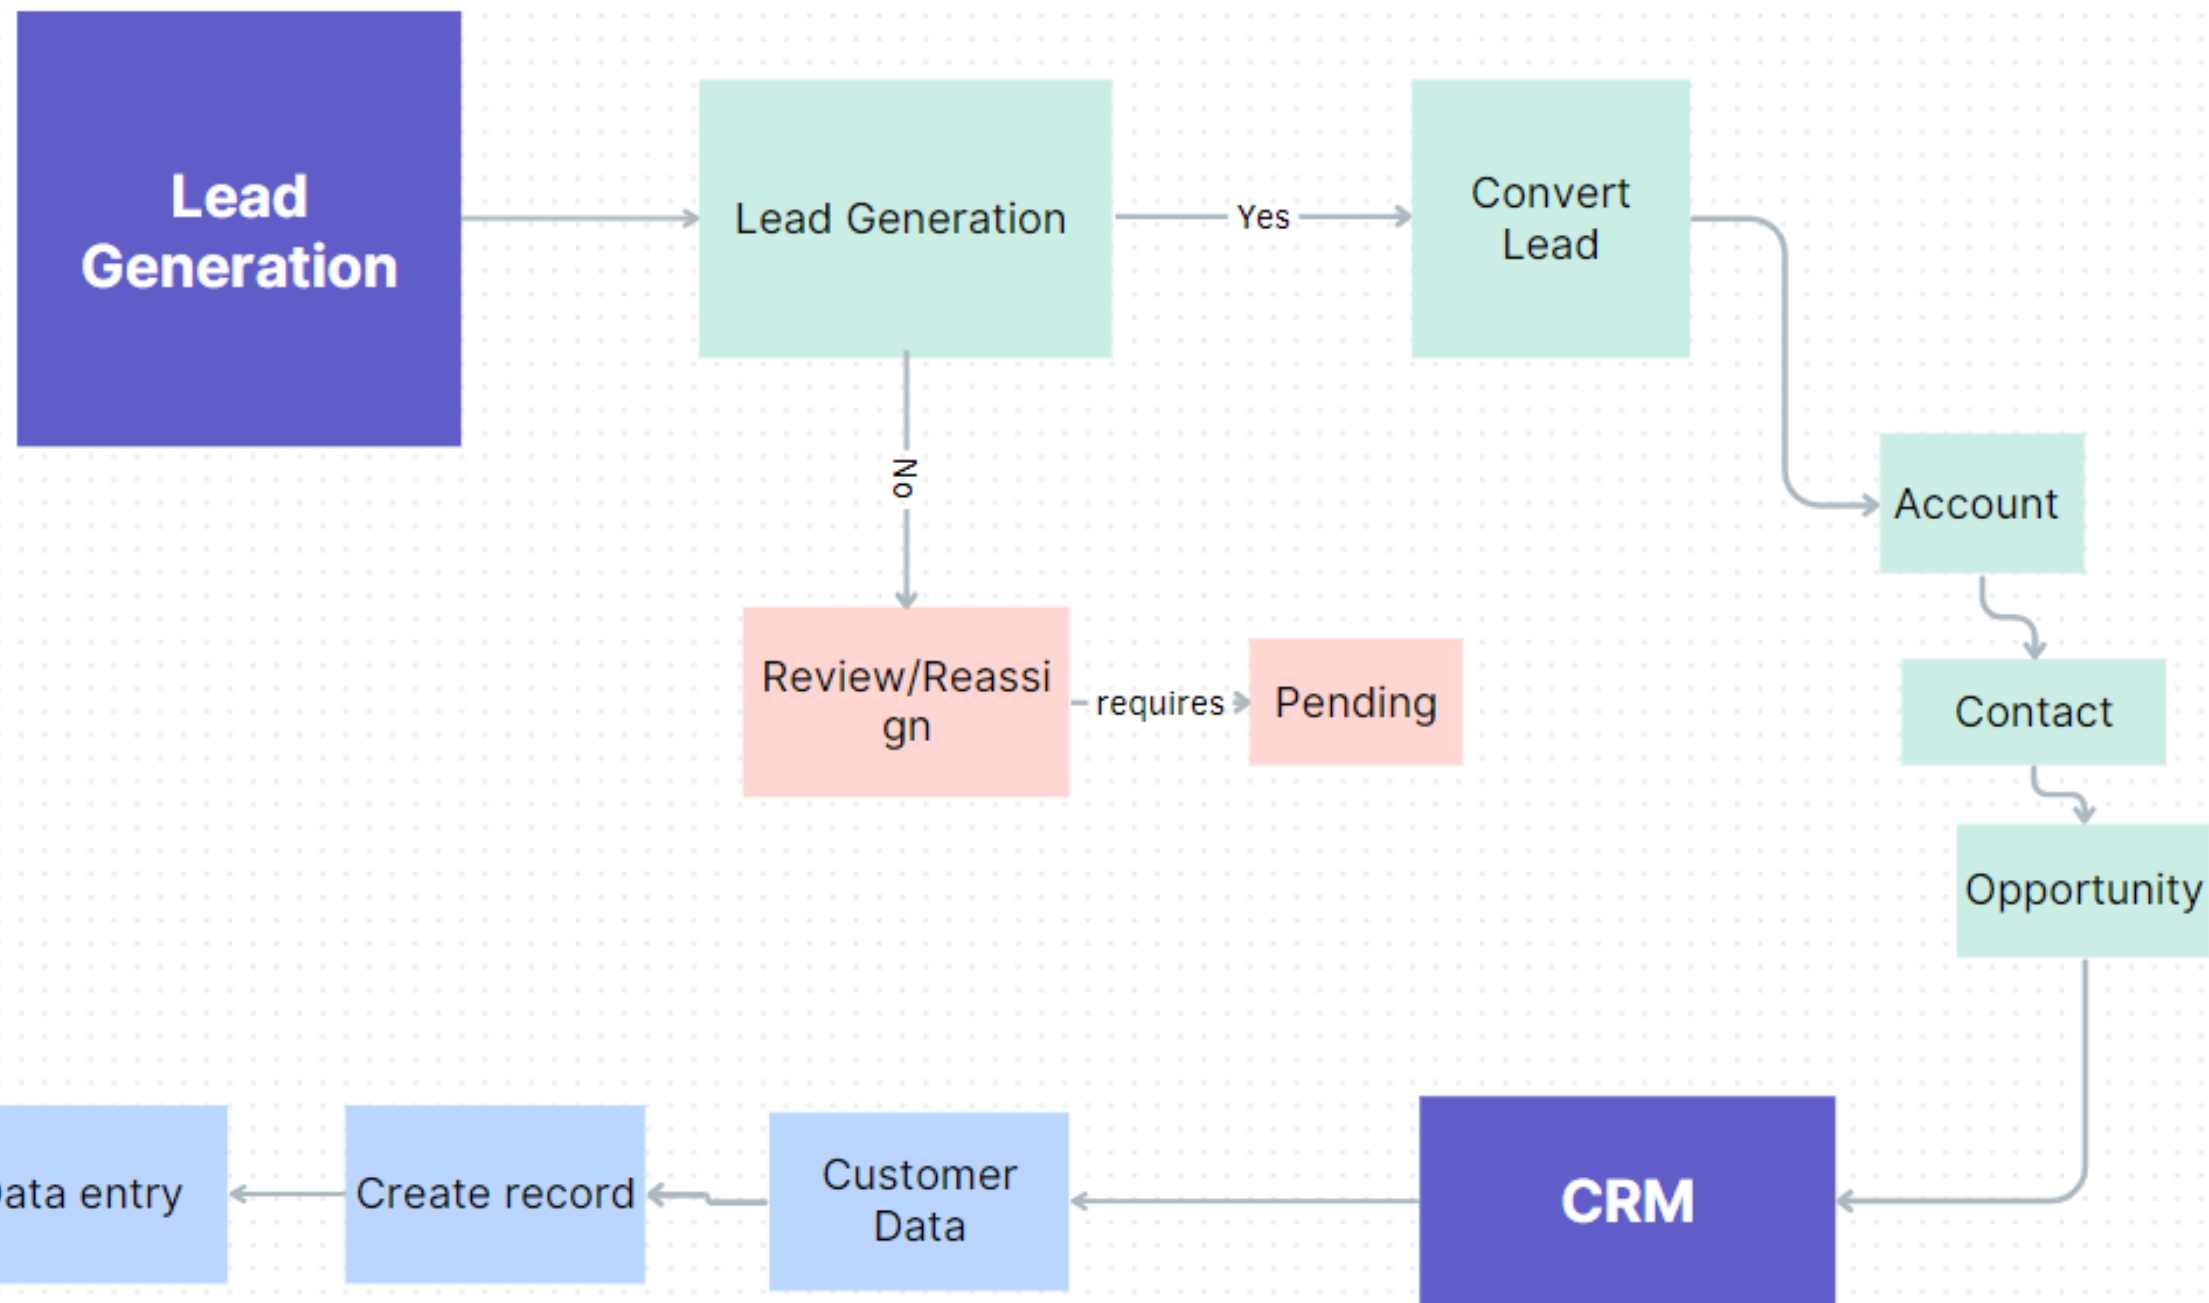 Lead
Generation
Lead Generation
Yes
Convert
Lead
No
Account
Review/Reassi
gn
requires
Pending
Contact
Opportunity
ata entry
Create record
Customer
Data
CRM